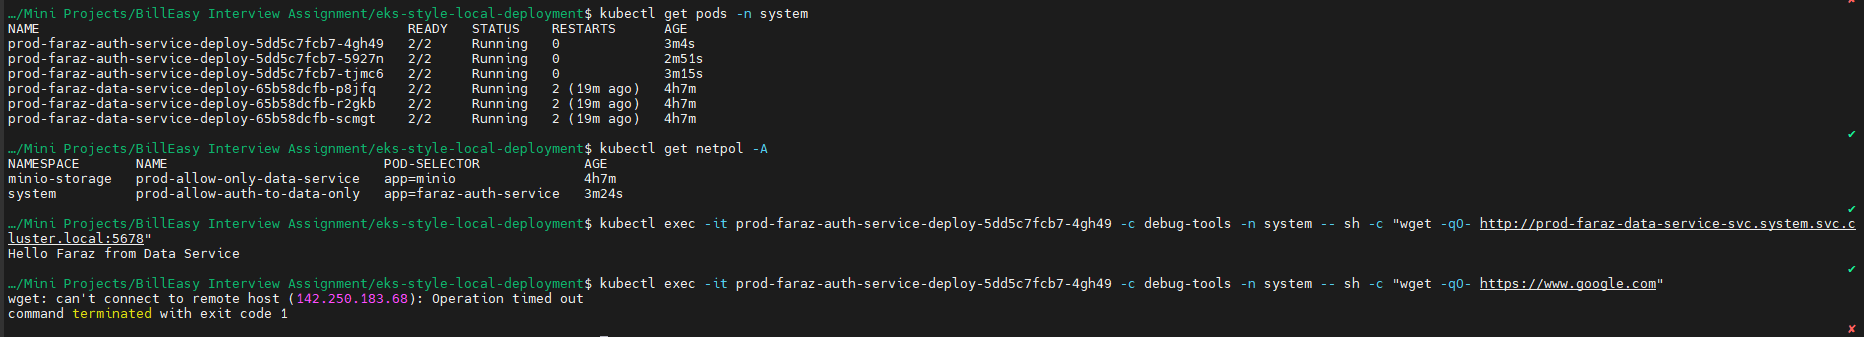 …/Mini Projects/BillEasy Interview Assignment/eks-style-local-deployment$ kubectl get pods -n system
NAME READY STATUS RESTARTS AGE
prod-faraz-auth-service-deploy-5dd5c7fcb7-4gh49 2/2 Running 0 3m4s
prod-faraz-auth-service-deploy-5dd5c7fcb7-5927n 2/2 Running 0 2m51s
prod-faraz-auth-service-deploy-5dd5c7fcb7-tjmc6 2/2 Running 0 3m15s
prod-faraz-data-service-deploy-65b58dcfb-p8jfq 2/2 Running 2 (19m ago) 4h7m
prod-faraz-data-service-deploy-65b58dcfb-r2gkb 2/2 Running 2 (19m ago) 4h7m
prod-faraz-data-service-deploy-65b58dcfb-scmgt 2/2 Running 2 (19m ago) 4h7m
…/Mini Projects/BillEasy Interview Assignment/eks-style-local-deployment$ kubectl get netpol -A
NAMESPACE NAME POD-SELECTOR AGE
minio-storage prod-allow-only-data-service app=minio 4h7m
system prod-allow-auth-to-data-only app=faraz-auth-service 3m24s
…/Mini Projects/BillEasy Interview Assignment/eks-style-local-deployment$ kubectl exec -it prod-faraz-auth-service-deploy-5dd5c7fcb7-4gh49 -c debug-tools -n system -- sh -c "wget -qO- http://prod-faraz-data-service-svc.system.svc.c
luster.local:5678"
Hello Faraz from Data Service
…/Mini Projects/BillEasy Interview Assignment/eks-style-local-deployment$ kubectl exec -it prod-faraz-auth-service-deploy-5dd5c7fcb7-4gh49 -c debug-tools -n system -- sh -c "wget -qO- https://www.google.com"
wget: can't connect to remote host (142.250.183.68): Operation timed out
command terminated with exit code 1